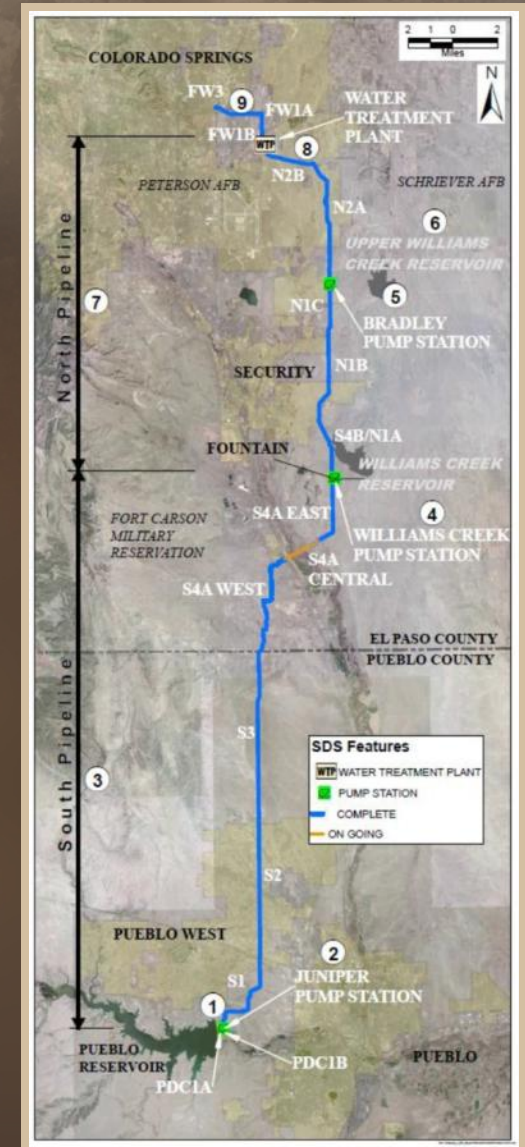 2 1 0 2
Miles
N
COLORADO SPRINGS
FW3
9
FW1A
WATER
TREATMENT
PLANT
FW1B
WTP
8
N2B
PETERSON AFB
SCHRIEVER AFB
N2A
6
UPPER WILLIAMS
CREEK RESERVOIR
North Pipeline
7
5
N1C
BRADLEY
PUMP STATION
N1B
SECURITY
S4B/N1A
FOUNTAIN
WILLIAMS CREEK
RESERVOIR
S4A EAST
4
FORT CARSON
MILITARY
RESERVATION
WILLIAMS CREEK
PUMP STATION
S4A
CENTRAL
S4A WEST
EL PASO COUNTY
PUEBLO COUNTY
South Pipeline
S3
3
SDS Features
WTP WATER TREATMENT PLANT
PUMP STATION
COMPLETE
ON GOING
S2
PUEBLO WEST
2
S1
JUNIPER
PUMP STATION
1
PUEBLO
RESERVOIR
PDC1B
PUEBLO
PDC1A